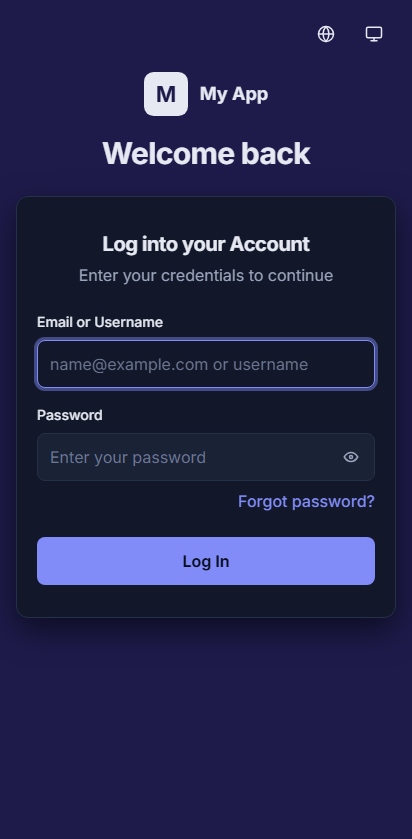 M My App
Welcome back
Log into your Account
Enter your credentials to continue
Email or Username
name@example.com or username
Password
Enter your password
Forgot password?
Log In